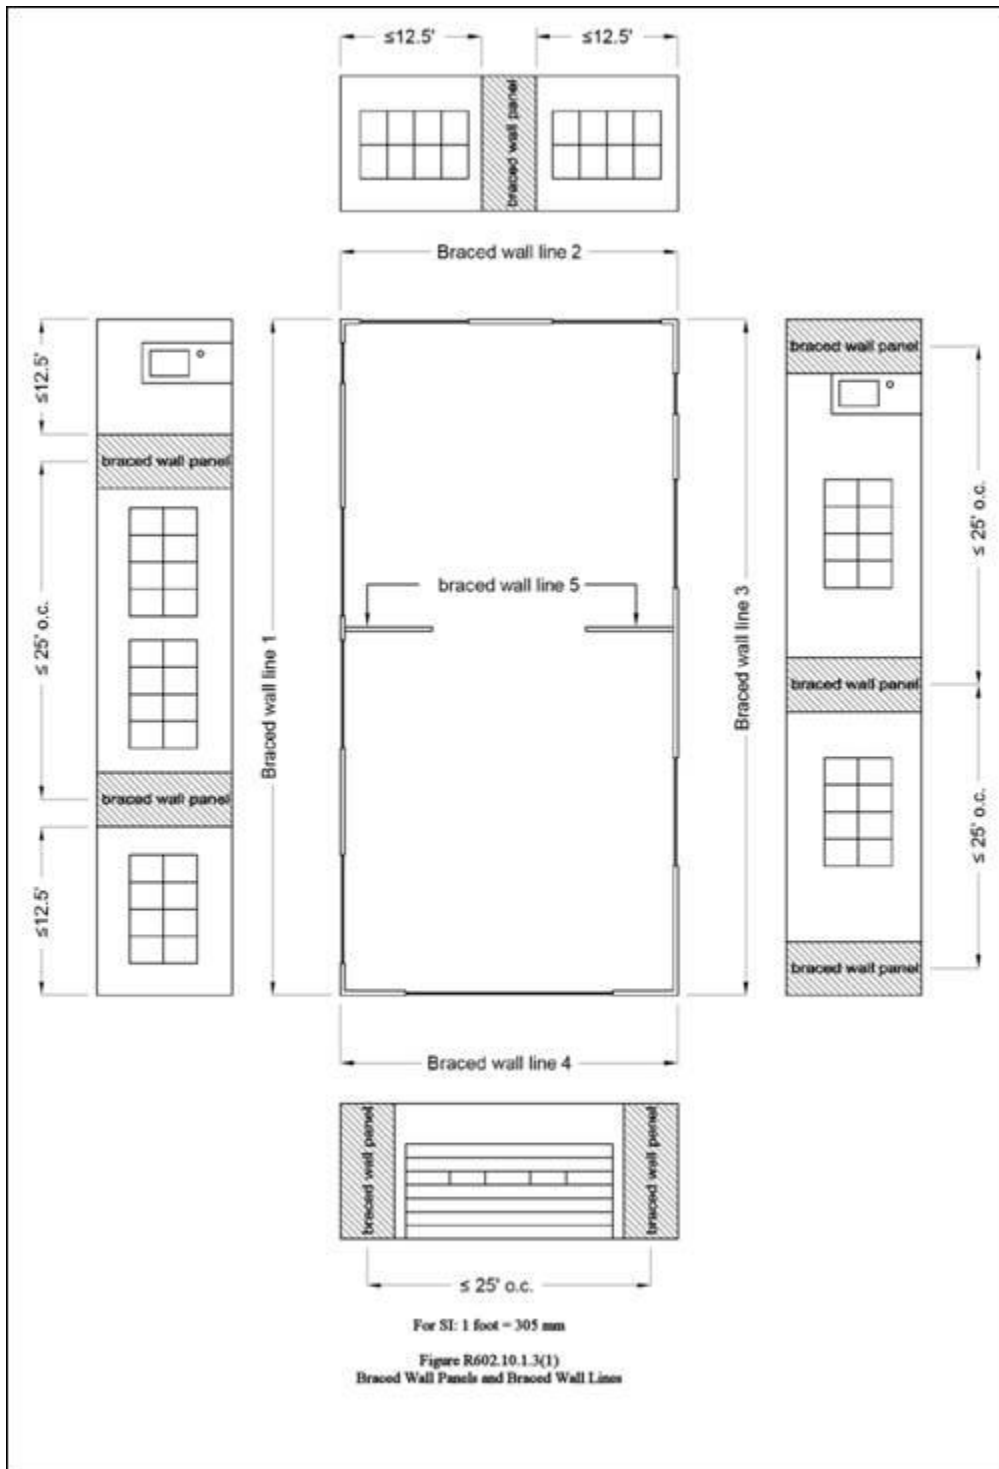 ≤12.5'
≤12.5'
braced wall panel
Braced wall line 2
≤12.5'
braced wall panel
≤ 25' o.c.
braced wall panel
≤12.5'
Braced wall line 1
braced wall line 5
Braced wall line 3
braced wall panel
≤ 25' o.c.
braced wall panel
≤ 25' o.c.
braced wall panel
Braced wall line 4
braced wall panel
braced wall panel
≤ 25' o.c.
For SI: 1 foot = 305 mm
Figure R602.10.1.3(1)
Braced Wall Panels and Braced Wall Lines